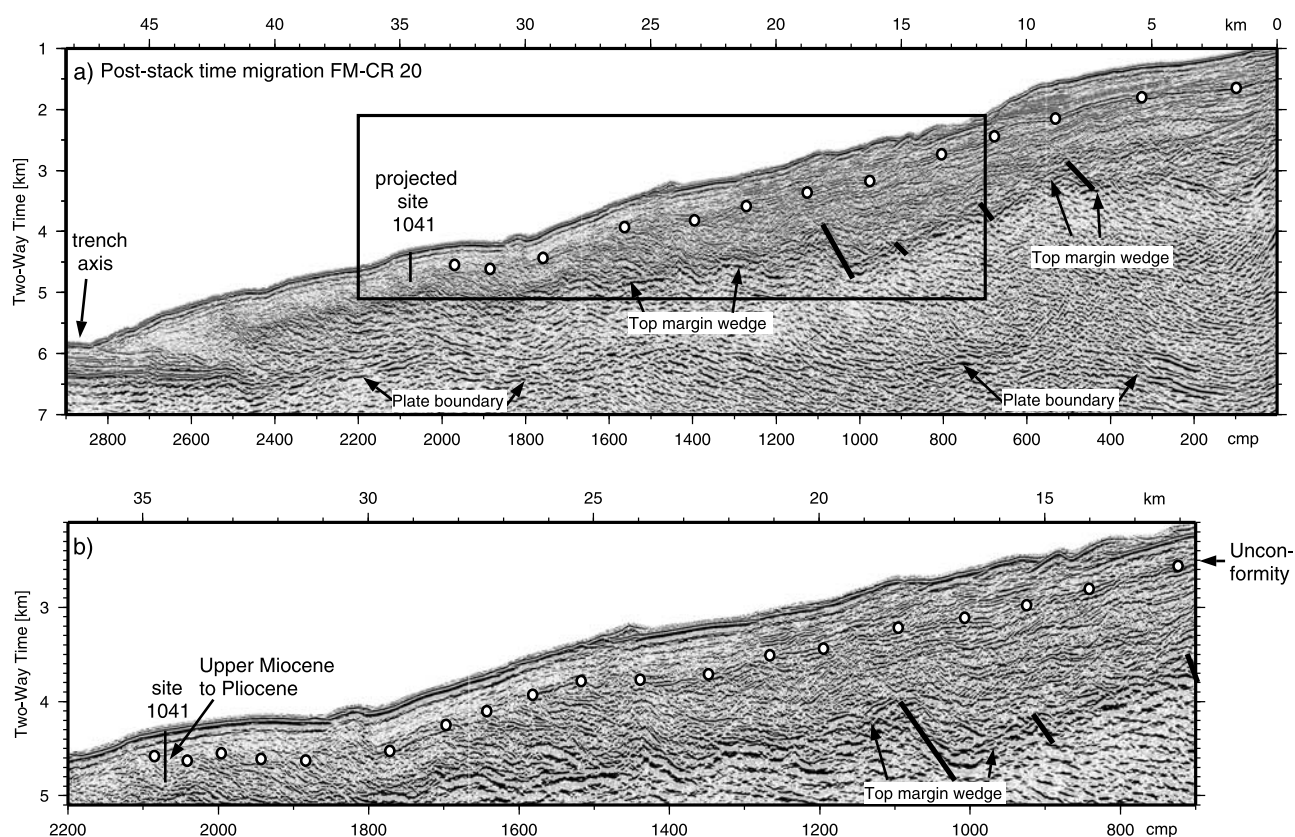 45 40 35 30 25 20 15 10 5 km 0
a) Post-stack time migration FM-CR 20
1
2
3
4
5
6
7
Two-Way Time [km]
projected
site
1041
trench
axis
Top margin wedge
Top margin wedge
Plate boundary
Plate boundary
2800 2600 2400 2200 2000 1800 1600 1400 1200 1000 800 600 400 200 cmp
35 30 25 20 15 km
b)
Uncon-
formity
3
4
5
Two-Way Time [km]
Upper Miocene
to Pliocene
site
1041
Top margin wedge
2200 2000 1800 1600 1400 1200 1000 800 cmp